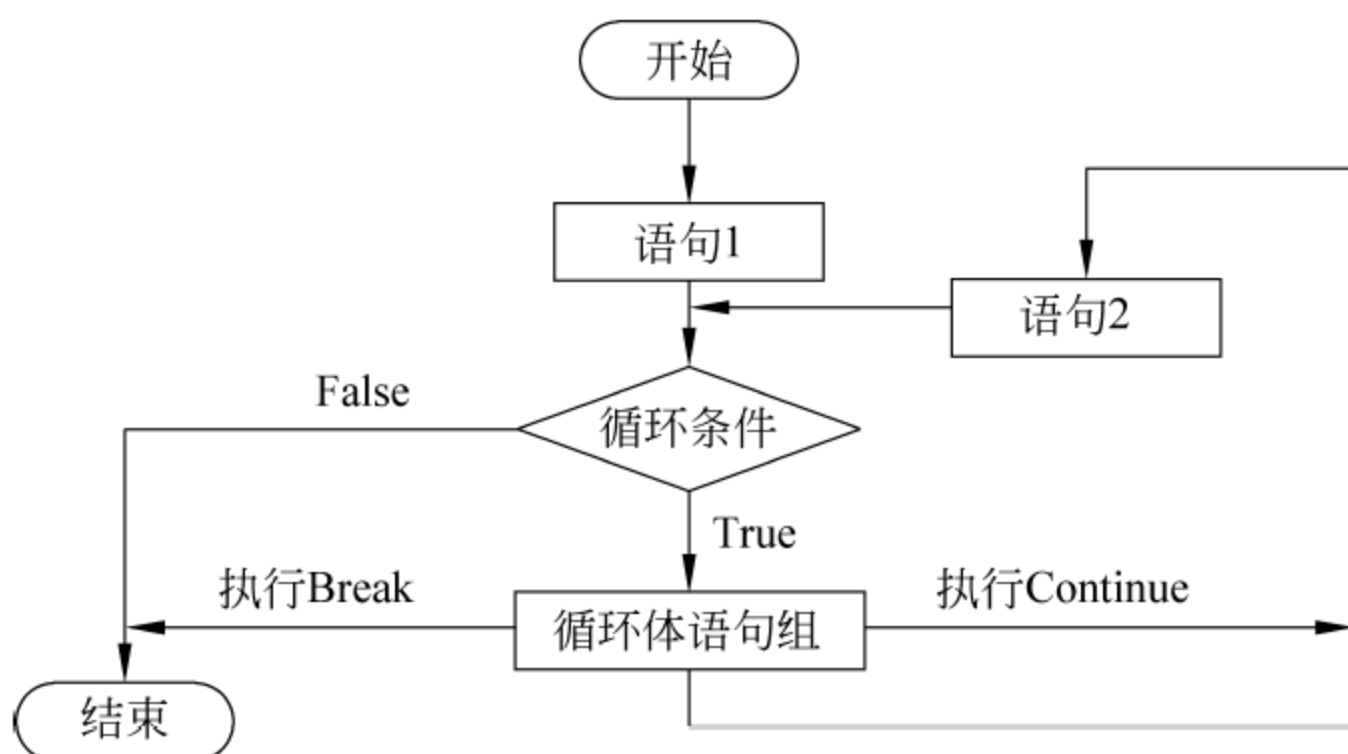 开始
语句1
语句2
False
循环条件
True
执行Break
执行Continue
循环体语句组
结束